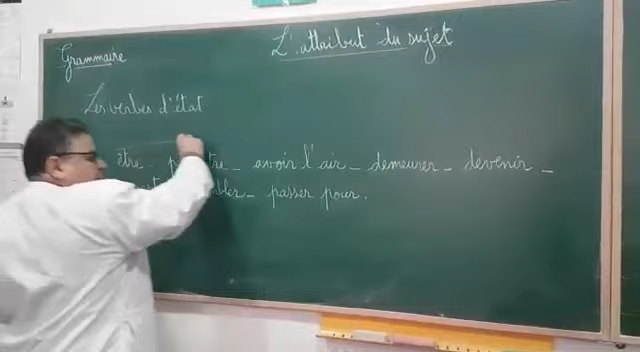 Grammaire
L'attribut du sujet
Les verbes d'état
être _ _ avoir l'air _ demeurer _ devenir _
_ passer pour.